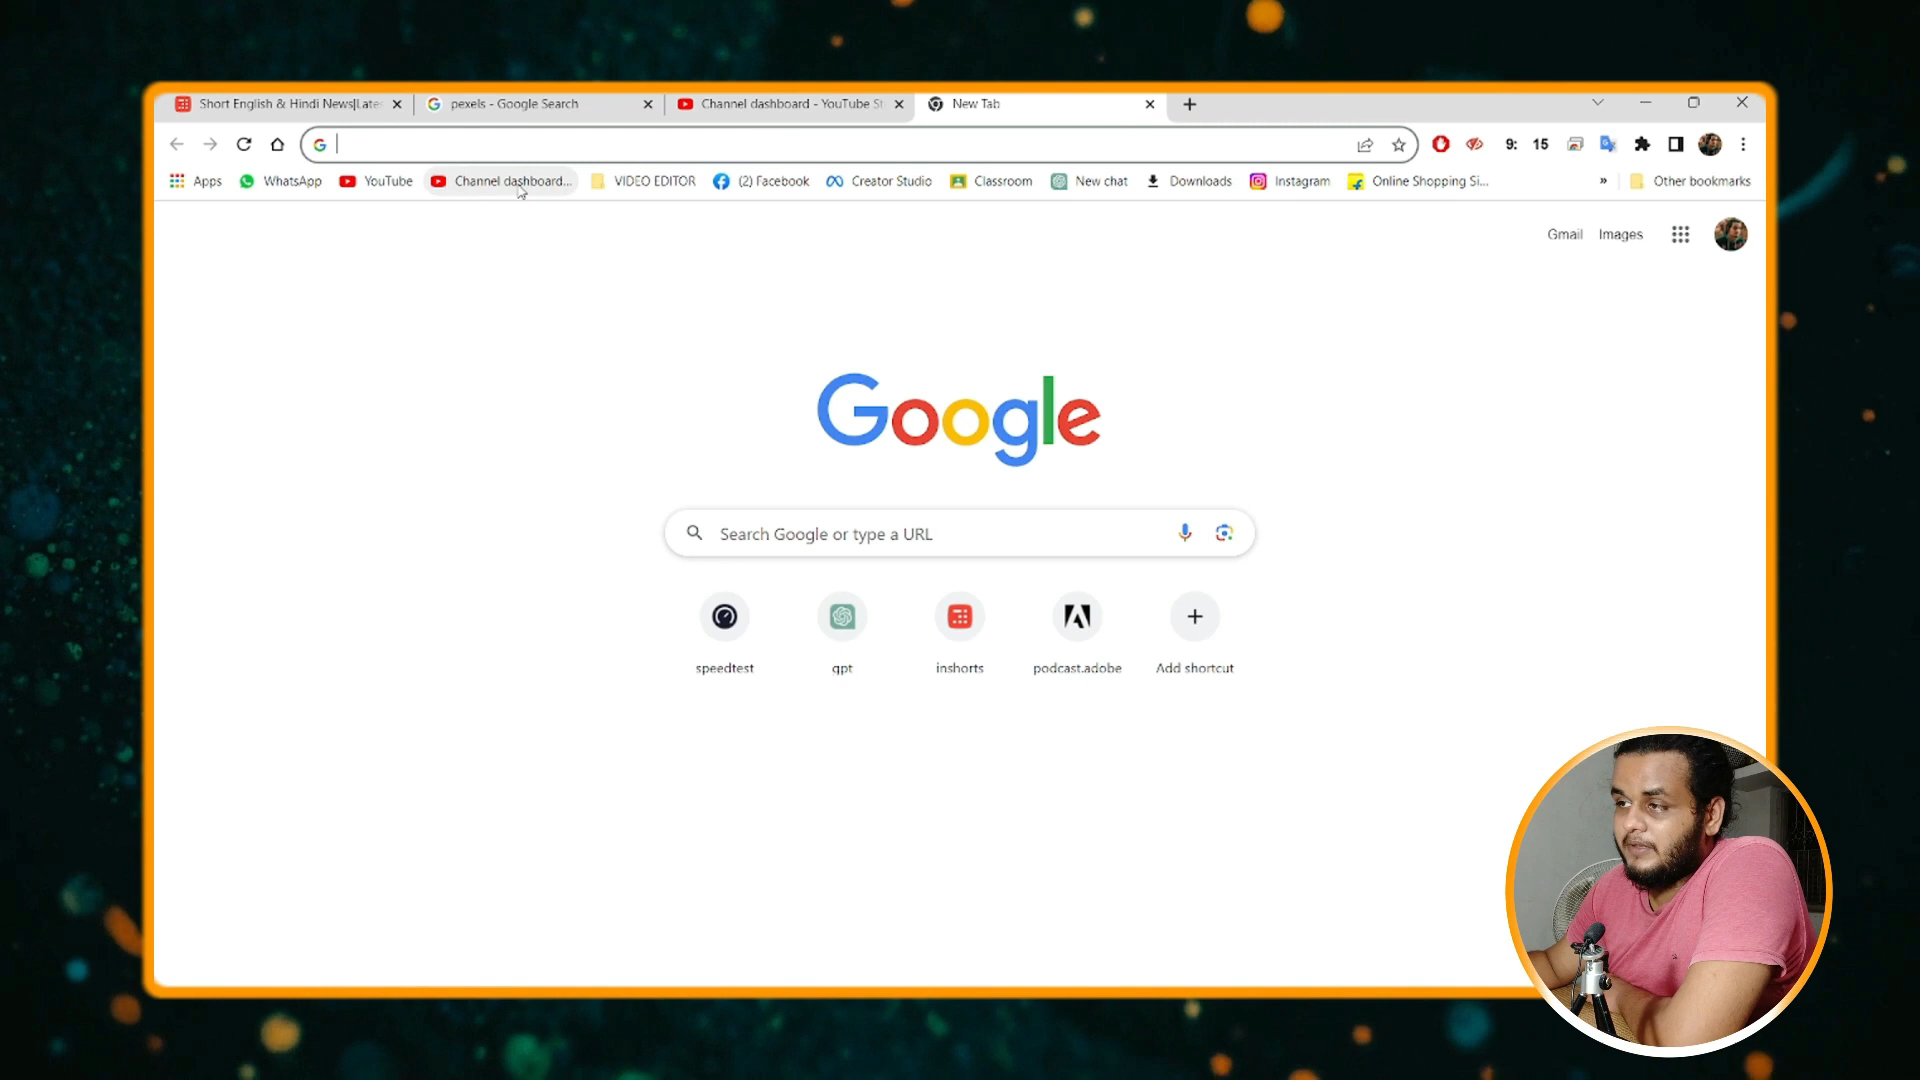 Short English & Hindi News|Late
pexels - Google Search
Channel dashboard - YouTube St
New Tab
9: 15
Apps
WhatsApp
YouTube
Channel dashboard...
VIDEO EDITOR
(2) Facebook
Creator Studio
Classroom
New chat
Downloads
Instagram
Online Shopping Si...
»
Other bookmarks
Gmail
Images
Google
Search Google or type a URL
speedtest
gpt
inshorts
podcast.adobe
Add shortcut